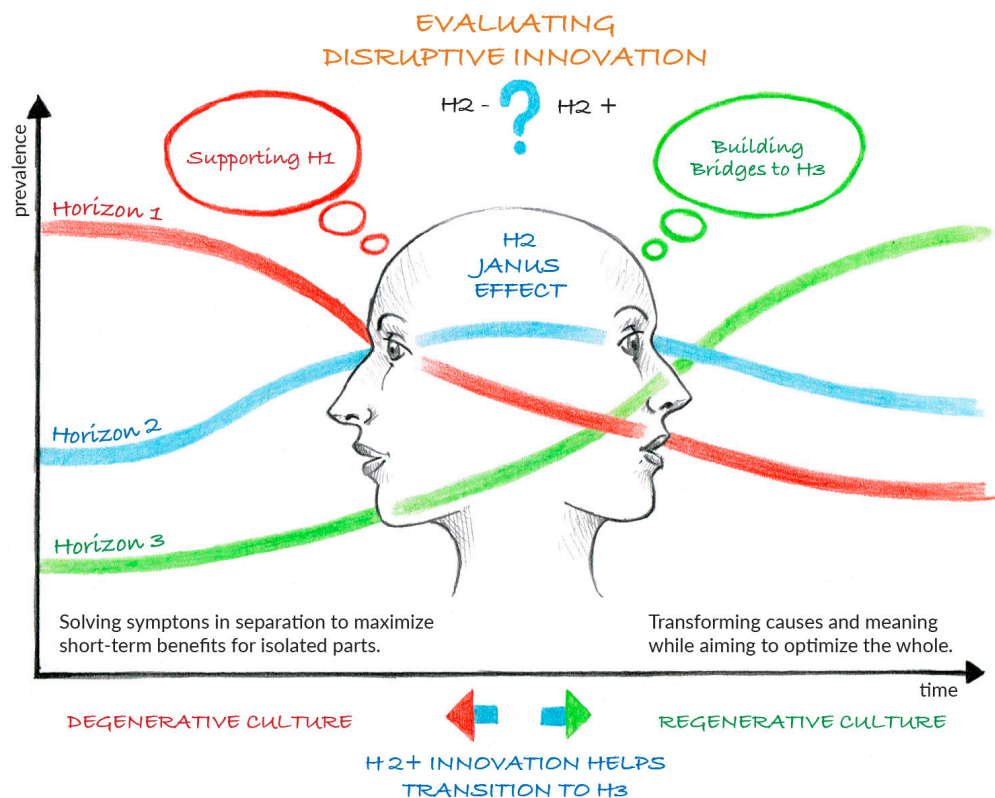 EVALUATING
DISRUPTIVE INNOVATION
H2 - ? H2 +
prevalence
Supporting H1
Building
Bridges to H3
Horizon 1
H2
JANUS
EFFECT
Horizon 2
Horizon 3
Solving symptons in separation to maximize
short-term benefits for isolated parts.
Transforming causes and meaning
while aiming to optimize the whole.
time
DEGENERATIVE CULTURE
REGENERATIVE CULTURE
H 2+ INNOVATION HELPS
TRANSITION TO H3